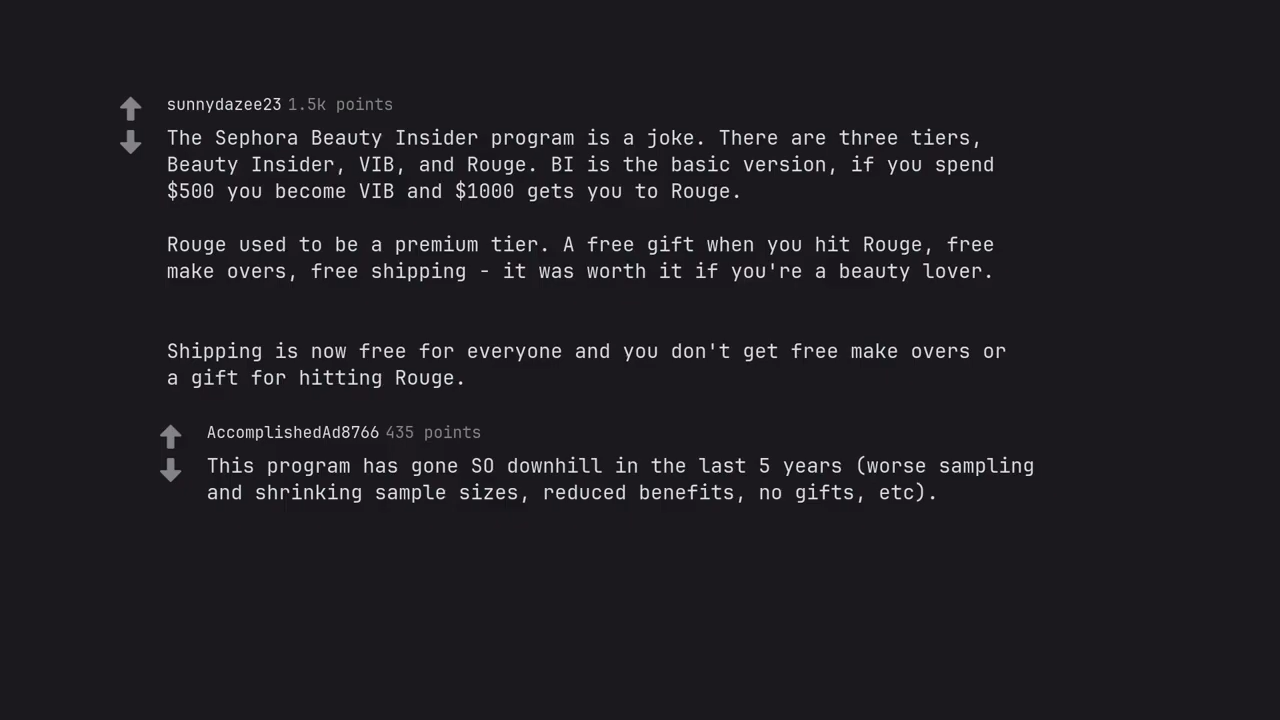 sunnydazee23 1.5k points
The Sephora Beauty Insider program is a joke. There are three tiers,
Beauty Insider, VIB, and Rouge. BI is the basic version, if you spend
$500 you become VIB and $1000 gets you to Rouge.
Rouge used to be a premium tier. A free gift when you hit Rouge, free
make overs, free shipping - it was worth it if you're a beauty lover.
Shipping is now free for everyone and you don't get free make overs or
a gift for hitting Rouge.
AccomplishedAd8766 435 points
This program has gone SO downhill in the last 5 years (worse sampling
and shrinking sample sizes, reduced benefits, no gifts, etc).